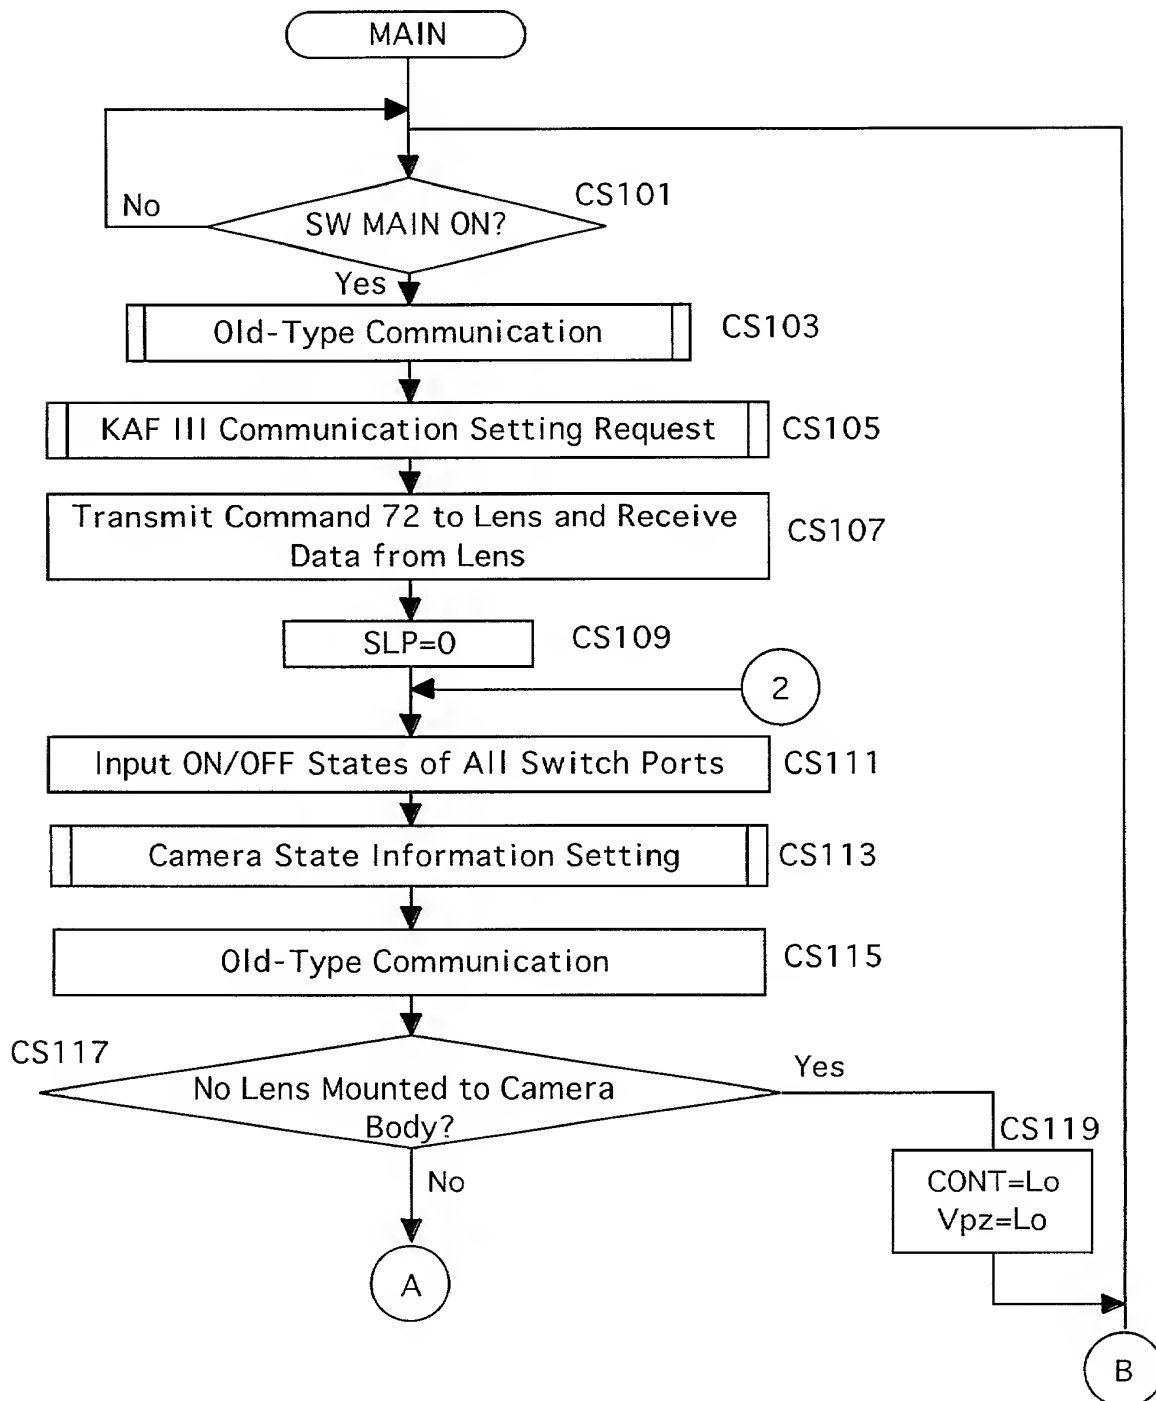 MAIN
CS101
No
SW MAIN ON?
Yes
Old-Type Communication
CS103
KAF III Communication Setting Request
CS105
Transmit Command 72 to Lens and Receive
Data from Lens
CS107
SLP=0
CS109
2
Input ON/OFF States of All Switch Ports
CS111
Camera State Information Setting
CS113
Old-Type Communication
CS115
CS117
No Lens Mounted to Camera
Body?
Yes
CS119
CONT=Lo
Vpz=Lo
No
A
B